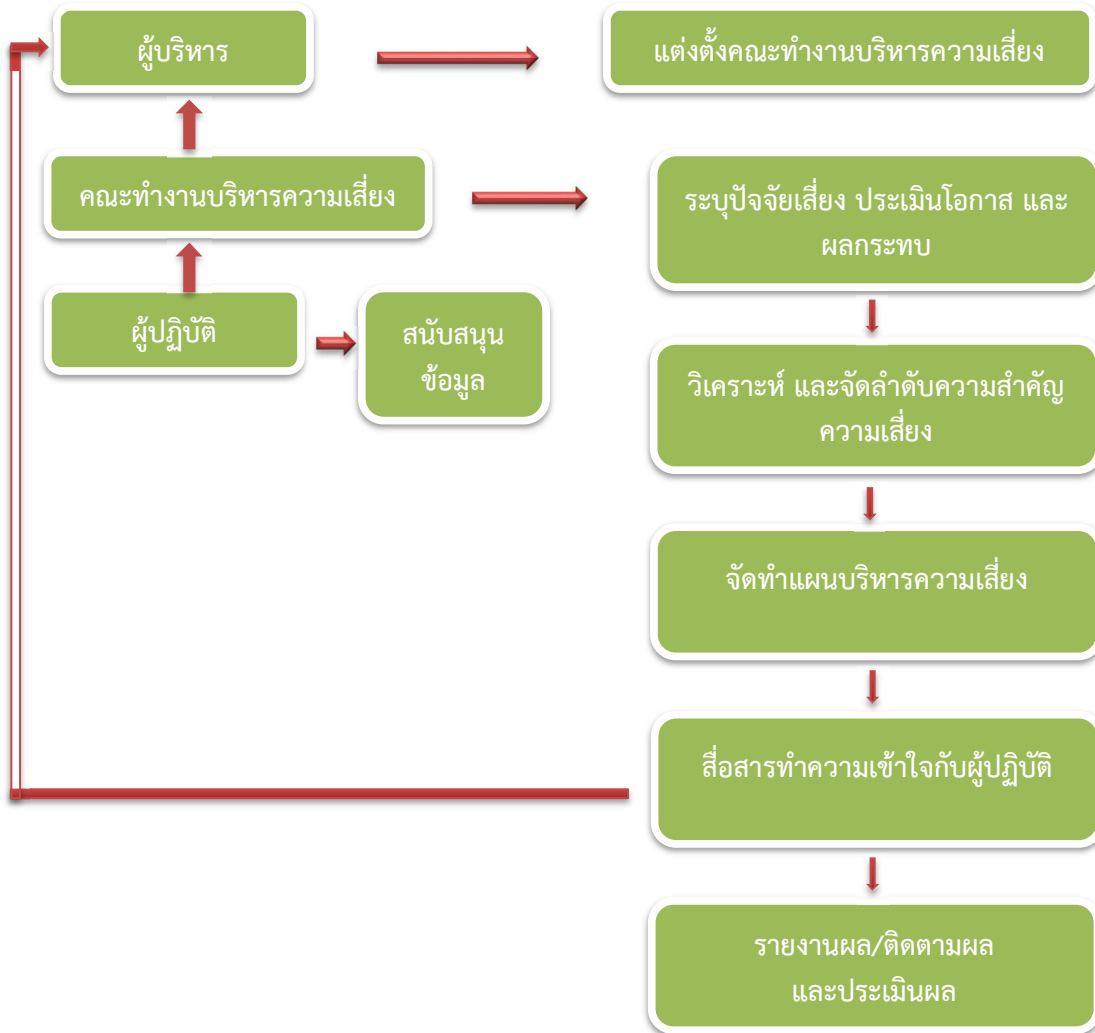 ผู้บริหาร
แต่งตั้งคณะทำงานบริหารความเสี่ยง
คณะทำงานบริหารความเสี่ยง
ระบุปัจจัยเสี่ยง ประเมินโอกาส และ
ผลกระทบ
ผู้ปฏิบัติ
สนับสนุน
ข้อมูล
วิเคราะห์ และจัดลำดับความสำคัญ
ความเสี่ยง
จัดทำแผนบริหารความเสี่ยง
สื่อสารทำความเข้าใจกับผู้ปฏิบัติ
รายงานผล/ติดตามผล
และประเมินผล